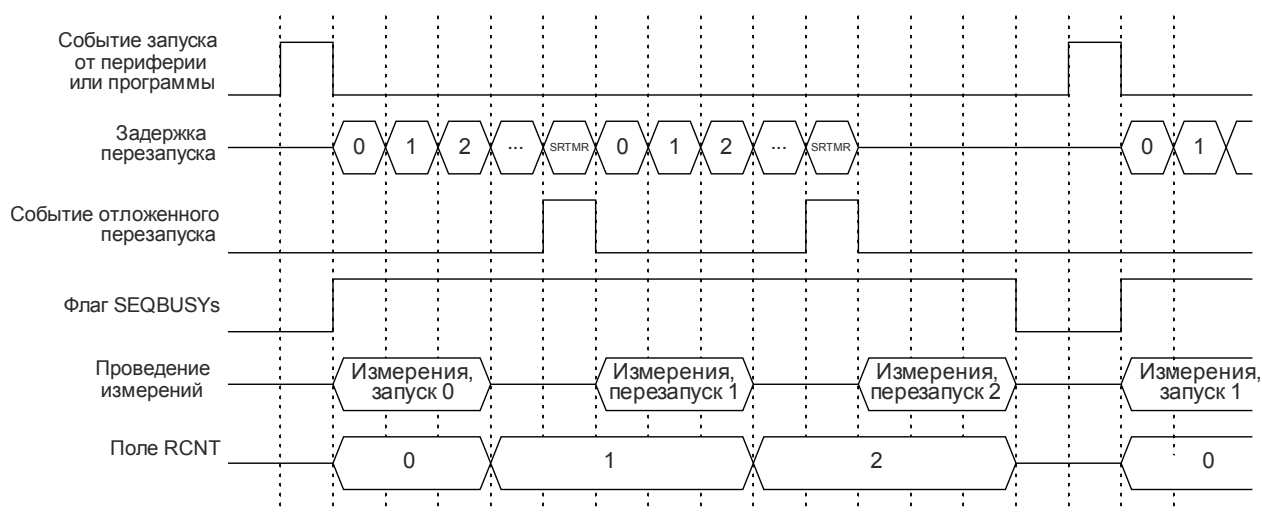 Событие запуска
от периферии
или программы
Задержка
перезапуска
0 1 2 ... SRTMR 0 1 2 ... SRTMR 0 1
Событие отложенного
перезапуска
Флаг SEQBUSYs
Проведение
измерений
Измерения,
запуск 0
Измерения,
перезапуск 1
Измерения,
перезапуск 2
Измерения,
запуск 1
Поле RCNT
0 1 2 0